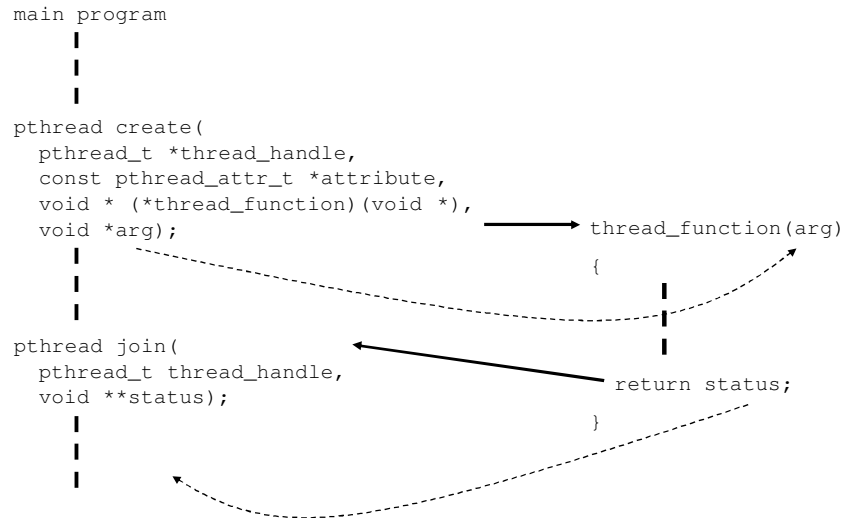 main program
pthread create(
pthread_t *thread_handle,
const pthread_attr_t *attribute,
void * (*thread_function)(void *),
void *arg);
thread_function(arg)
{
pthread join(
pthread_t thread_handle,
void **status);
return status;
}